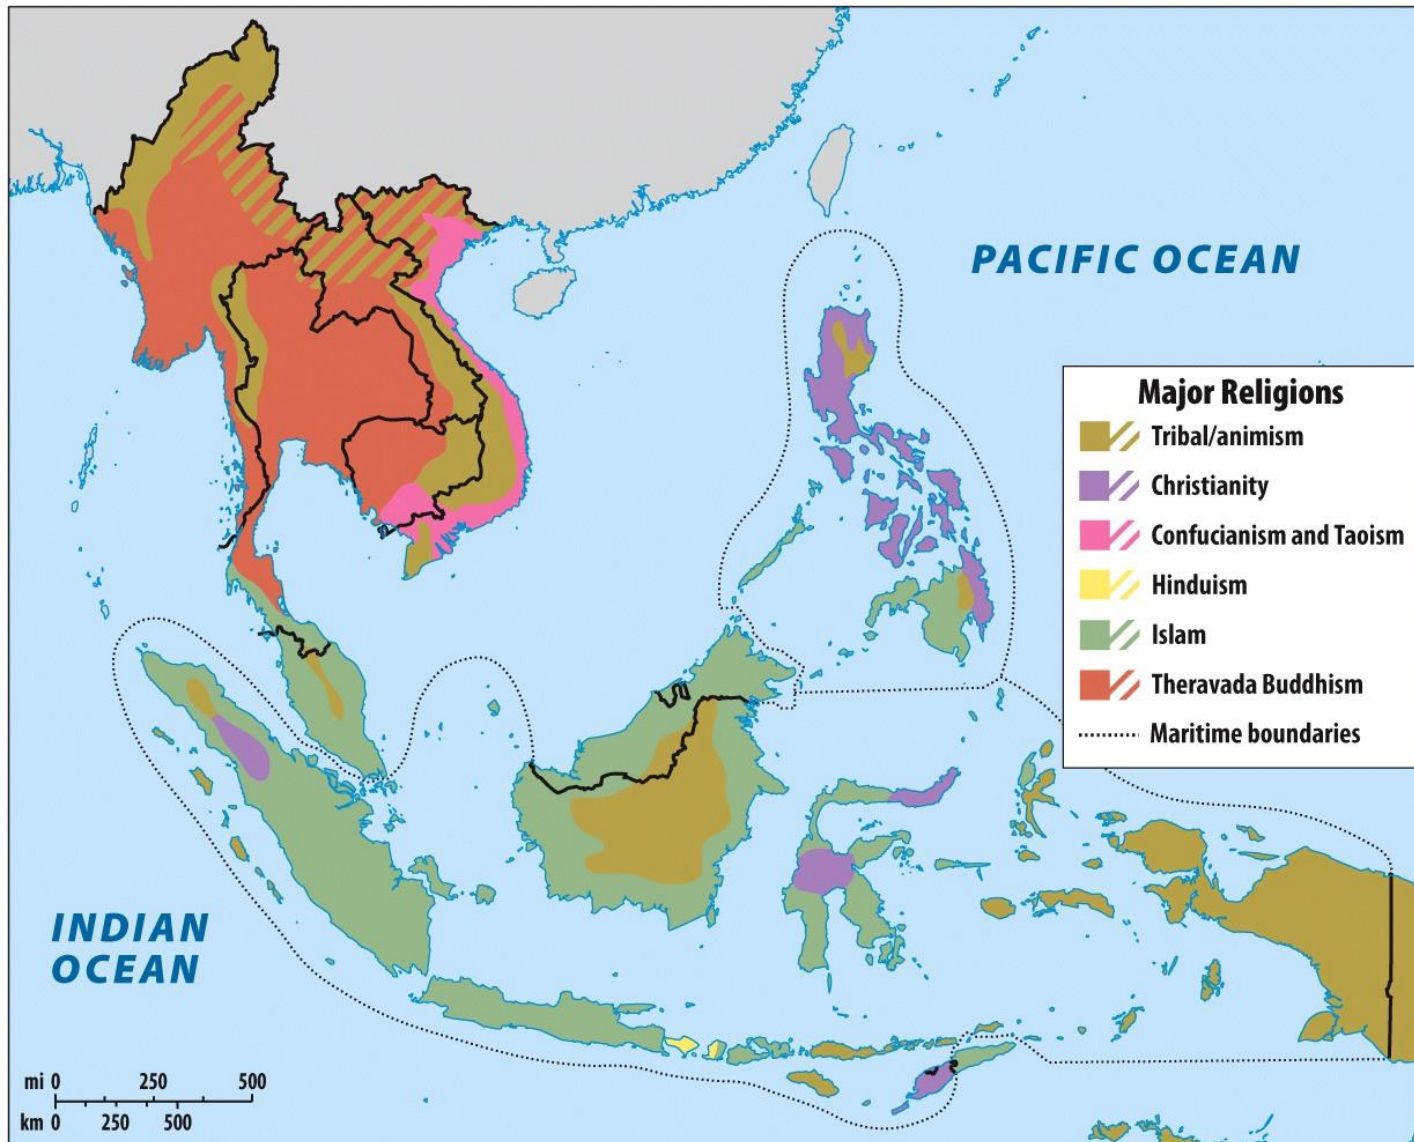 PACIFIC OCEAN
Major Religions
Tribal/animism
Christianity
Confucianism and Taoism
Hinduism
Islam
Theravada Buddhism
Maritime boundaries
INDIAN
OCEAN
mi 0 250 500
km 0 250 500